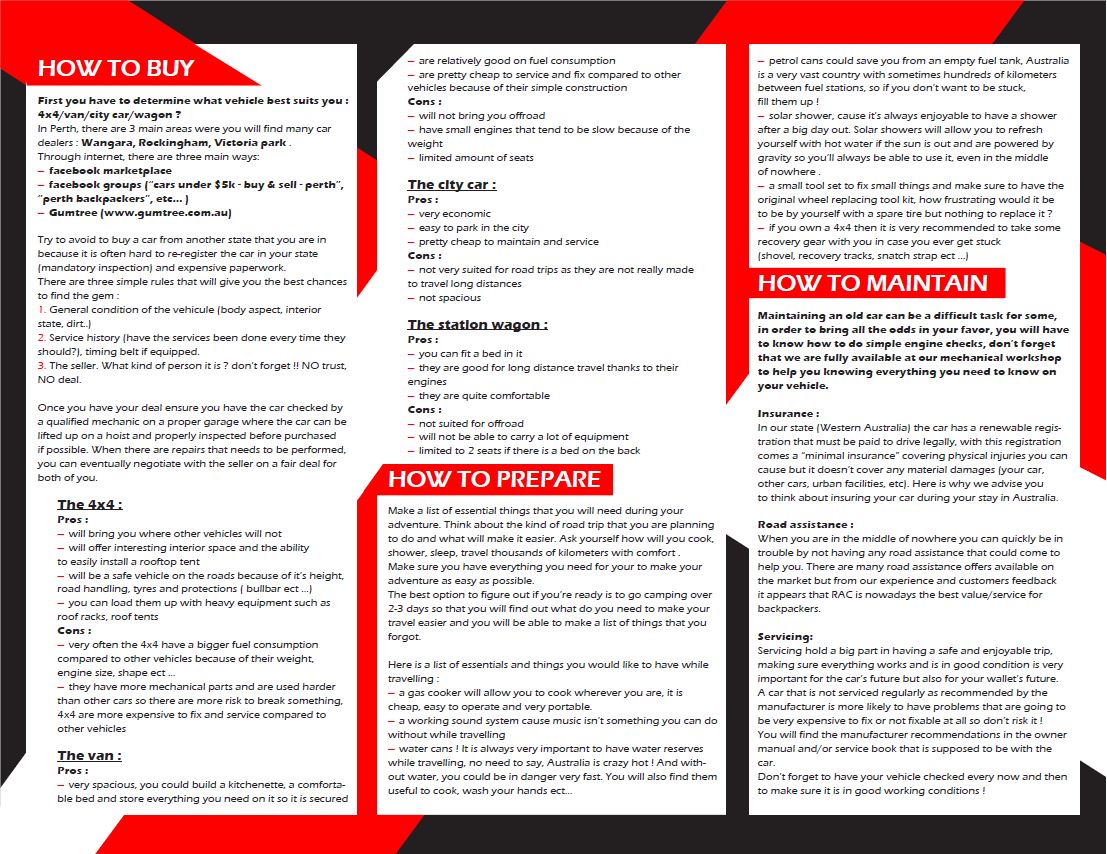 HOW TO BUY
First you have to determine what vehicle best suits you :
4x4/van/city car/wagon ?
In Perth, there are 3 main areas were you will find many car
dealers : Wangara, Rockingham, Victoria park .
Through internet, there are three main ways:
– facebook marketplace
– facebook groups (“cars under $5k - buy & sell - perth”,
“perth backpackers”, etc... )
– Gumtree (www.gumtree.com.au)
Try to avoid to buy a car from another state that you are in
because it is often hard to re-register the car in your state
(mandatory inspection) and expensive paperwork.
There are three simple rules that will give you the best chances
to find the gem :
1. General condition of the vehicule (body aspect, interior
state, dirt..)
2. Service history (have the services been done every time they
should?), timing belt if equipped.
3. The seller. What kind of person it is ? don’t forget !! NO trust,
NO deal.
Once you have your deal ensure you have the car checked by
a qualified mechanic on a proper garage where the car can be
lifted up on a hoist and properly inspected before purchased
if possible. When there are repairs that needs to be performed,
you can eventually negotiate with the seller on a fair deal for
both of you.
The 4x4 :
Pros :
– will bring you where other vehicles will not
– will offer interesting interior space and the ability
to easily install a rooftop tent
– will be a safe vehicle on the roads because of it’s height,
road handling, tyres and protections ( bullbar ect ...)
– you can load them up with heavy equipment such as
roof racks, roof tents
Cons :
– very often the 4x4 have a bigger fuel consumption
compared to other vehicles because of their weight,
engine size, shape ect ...
– they have more mechanical parts and are used harder
than other cars so there are more risk to break something,
4x4 are more expensive to fix and service compared to
other vehicles
The van :
Pros :
– very spacious, you could build a kitchenette, a comforta-
ble bed and store everything you need on it so it is secured
– are relatively good on fuel consumption
– are pretty cheap to service and fix compared to other
vehicles because of their simple construction
Cons :
– will not bring you offroad
– have small engines that tend to be slow because of the
weight
– limited amount of seats
The city car :
Pros :
– very economic
– easy to park in the city
– pretty cheap to maintain and service
Cons :
– not very suited for road trips as they are not really made
to travel long distances
– not spacious
The station wagon :
Pros :
– you can fit a bed in it
– they are good for long distance travel thanks to their
engines
– they are quite comfortable
Cons :
– not suited for offroad
– will not be able to carry a lot of equipment
– limited to 2 seats if there is a bed on the back
HOW TO PREPARE
Make a list of essential things that you will need during your
adventure. Think about the kind of road trip that you are planning
to do and what will make it easier. Ask yourself how will you cook,
shower, sleep, travel thousands of kilometers with comfort .
Make sure you have everything you need for your to make your
adventure as easy as possible.
The best option to figure out if you’re ready is to go camping over
2-3 days so that you will find out what do you need to make your
travel easier and you will be able to make a list of things that you
forgot.
Here is a list of essentials and things you would like to have while
travelling :
– a gas cooker will allow you to cook wherever you are, it is
cheap, easy to operate and very portable.
– a working sound system cause music isn’t something you can do
without while travelling
– water cans ! It is always very important to have water reserves
while travelling, no need to say, Australia is crazy hot ! And with-
out water, you could be in danger very fast. You will also find them
useful to cook, wash your hands ect...
– petrol cans could save you from an empty fuel tank, Australia
is a very vast country with sometimes hundreds of kilometers
between fuel stations, so if you don’t want to be stuck,
fill them up !
– solar shower, cause it’s always enjoyable to have a shower
after a big day out. Solar showers will allow you to refresh
yourself with hot water if the sun is out and are powered by
gravity so you’ll always be able to use it, even in the middle
of nowhere .
– a small tool set to fix small things and make sure to have the
original wheel replacing tool kit, how frustrating would it be
to be by yourself with a spare tire but nothing to replace it ?
– if you own a 4x4 then it is very recommended to take some
recovery gear with you in case you ever get stuck
(shovel, recovery tracks, snatch strap ect ...)
HOW TO MAINTAIN
Maintaining an old car can be a difficult task for some,
in order to bring all the odds in your favor, you will have
to know how to do simple engine checks, don’t forget
that we are fully available at our mechanical workshop
to help you knowing everything you need to know on
your vehicle.
Insurance :
In our state (Western Australia) the car has a renewable regis-
tration that must be paid to drive legally, with this registration
comes a “minimal insurance” covering physical injuries you can
cause but it doesn’t cover any material damages (your car,
other cars, urban facilities, etc). Here is why we advise you
to think about insuring your car during your stay in Australia.
Road assistance :
When you are in the middle of nowhere you can quickly be in
trouble by not having any road assistance that could come to
help you. There are many road assistance offers available on
the market but from our experience and customers feedback
it appears that RAC is nowadays the best value/service for
backpackers.
Servicing:
Servicing hold a big part in having a safe and enjoyable trip,
making sure everything works and is in good condition is very
important for the car’s future but also for your wallet’s future.
A car that is not serviced regularly as recommended by the
manufacturer is more likely to have problems that are going to
be very expensive to fix or not fixable at all so don’t risk it !
You will find the manufacturer recommendations in the owner
manual and/or service book that is supposed to be with the
car.
Don’t forget to have your vehicle checked every now and then
to make sure it is in good working conditions !